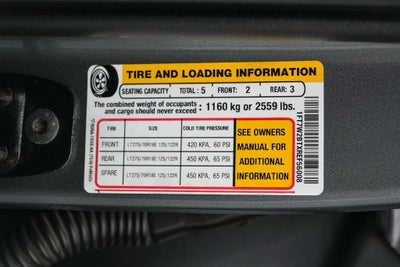 TIRE AND LOADING INFORMATION
SEATING CAPACITY TOTAL: 5 FRONT: 2 REAR: 3
The combined weight of occupants
and cargo should never exceed : 1160 kg or 2559 lbs.
TIRE SIZE COLD TIRE PRESSURE
FRONT LT275/70R18E 125/122R 420 KPA, 60 PSI
REAR LT275/70R18E 125/122R 450 KPA, 65 PSI
SPARE LT275/70R18E 125/122R 450 KPA, 65 PSI
SEE OWNERS
MANUAL FOR
ADDITIONAL
INFORMATION
1FT7W2BTXREF56008